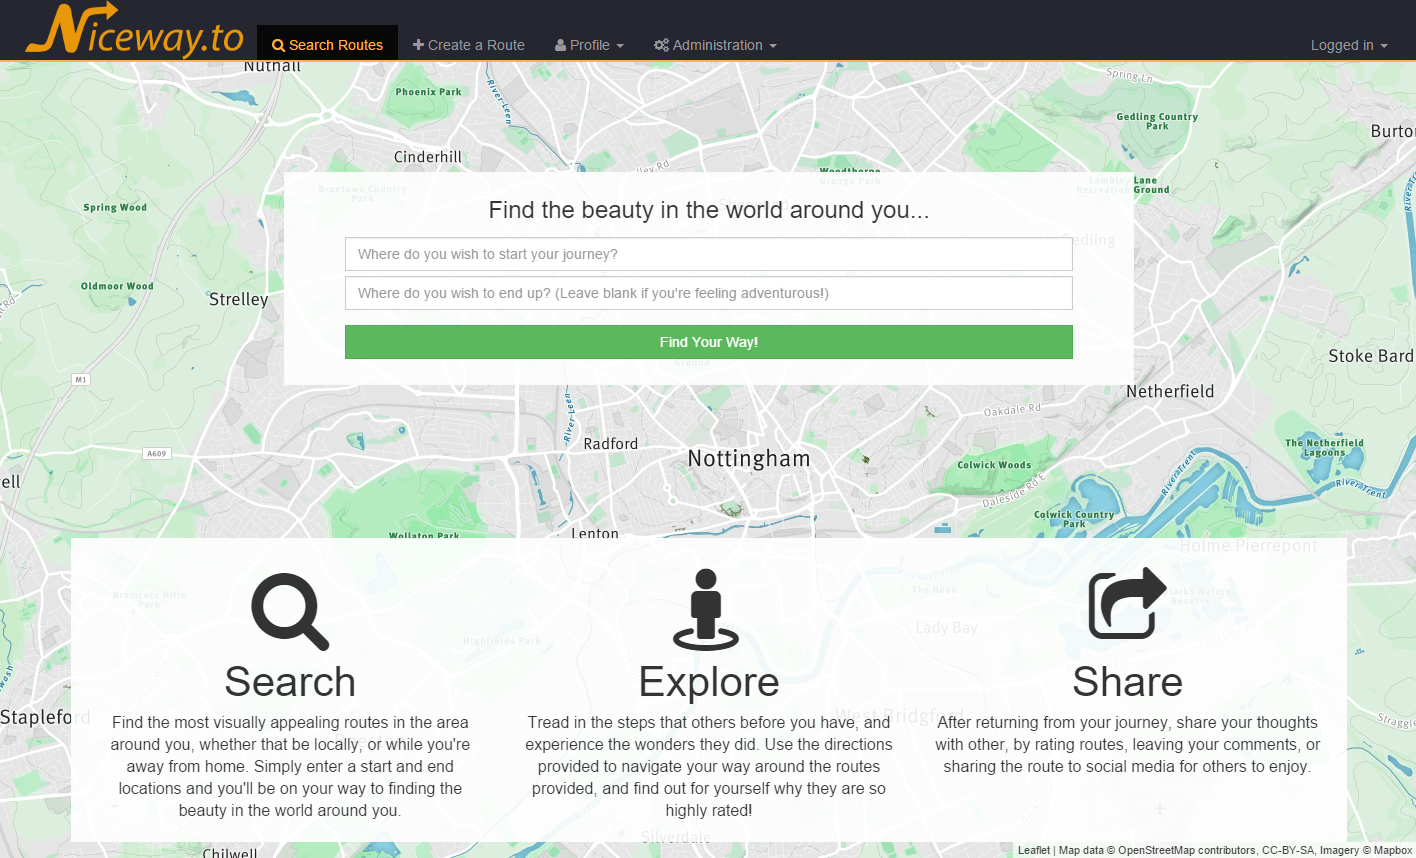 Niceway.to
Search Routes
Create a Route
Profile
Administration
Logged in
Nuthall
Phoenix Park
River Leen
Spring Ln
Gedling Country
Park
Burto
Cinderhill
Woodthorpe
Grange Park
Lambley Lane
Recreation Ground
Broxtowe Country
Park
Spring Wood
Find the beauty in the world around you...
Gedling
Where do you wish to start your journey?
Oldmoor Wood
Strelley
Where do you wish to end up? (Leave blank if you're feeling adventurous!)
Find Your Way!
Ground
Stoke Bard
M1
Netherfield
River Leen
Oakdale Rd
Radford
The Netherfield
Lagoons
A609
Nottingham
Colwick Woods
River Trent
River Trent
ell
Daleside Rd E
Colwick Country
Park
Wollaton Park
Lenton
Holme Pierrepont
Bramcote Hills
Park
The Hook
Lady Bay
Highfields Park
Search
Explore
Share
Stapleford
West Bridgford
Straggle
Find the most visually appealing routes in the area
around you, whether that be locally, or while you're
away from home. Simply enter a start and end
locations and you'll be on your way to finding the
beauty in the world around you.
Tread in the steps that others before you have, and
experience the wonders they did. Use the directions
provided to navigate your way around the routes
provided, and find out for yourself why they are so
highly rated!
After returning from your journey, share your thoughts
with other, by rating routes, leaving your comments, or
sharing the route to social media for others to enjoy.
Silverdale
Chilwell
Leaflet | Map data © OpenStreetMap contributors, CC-BY-SA, Imagery © Mapbox